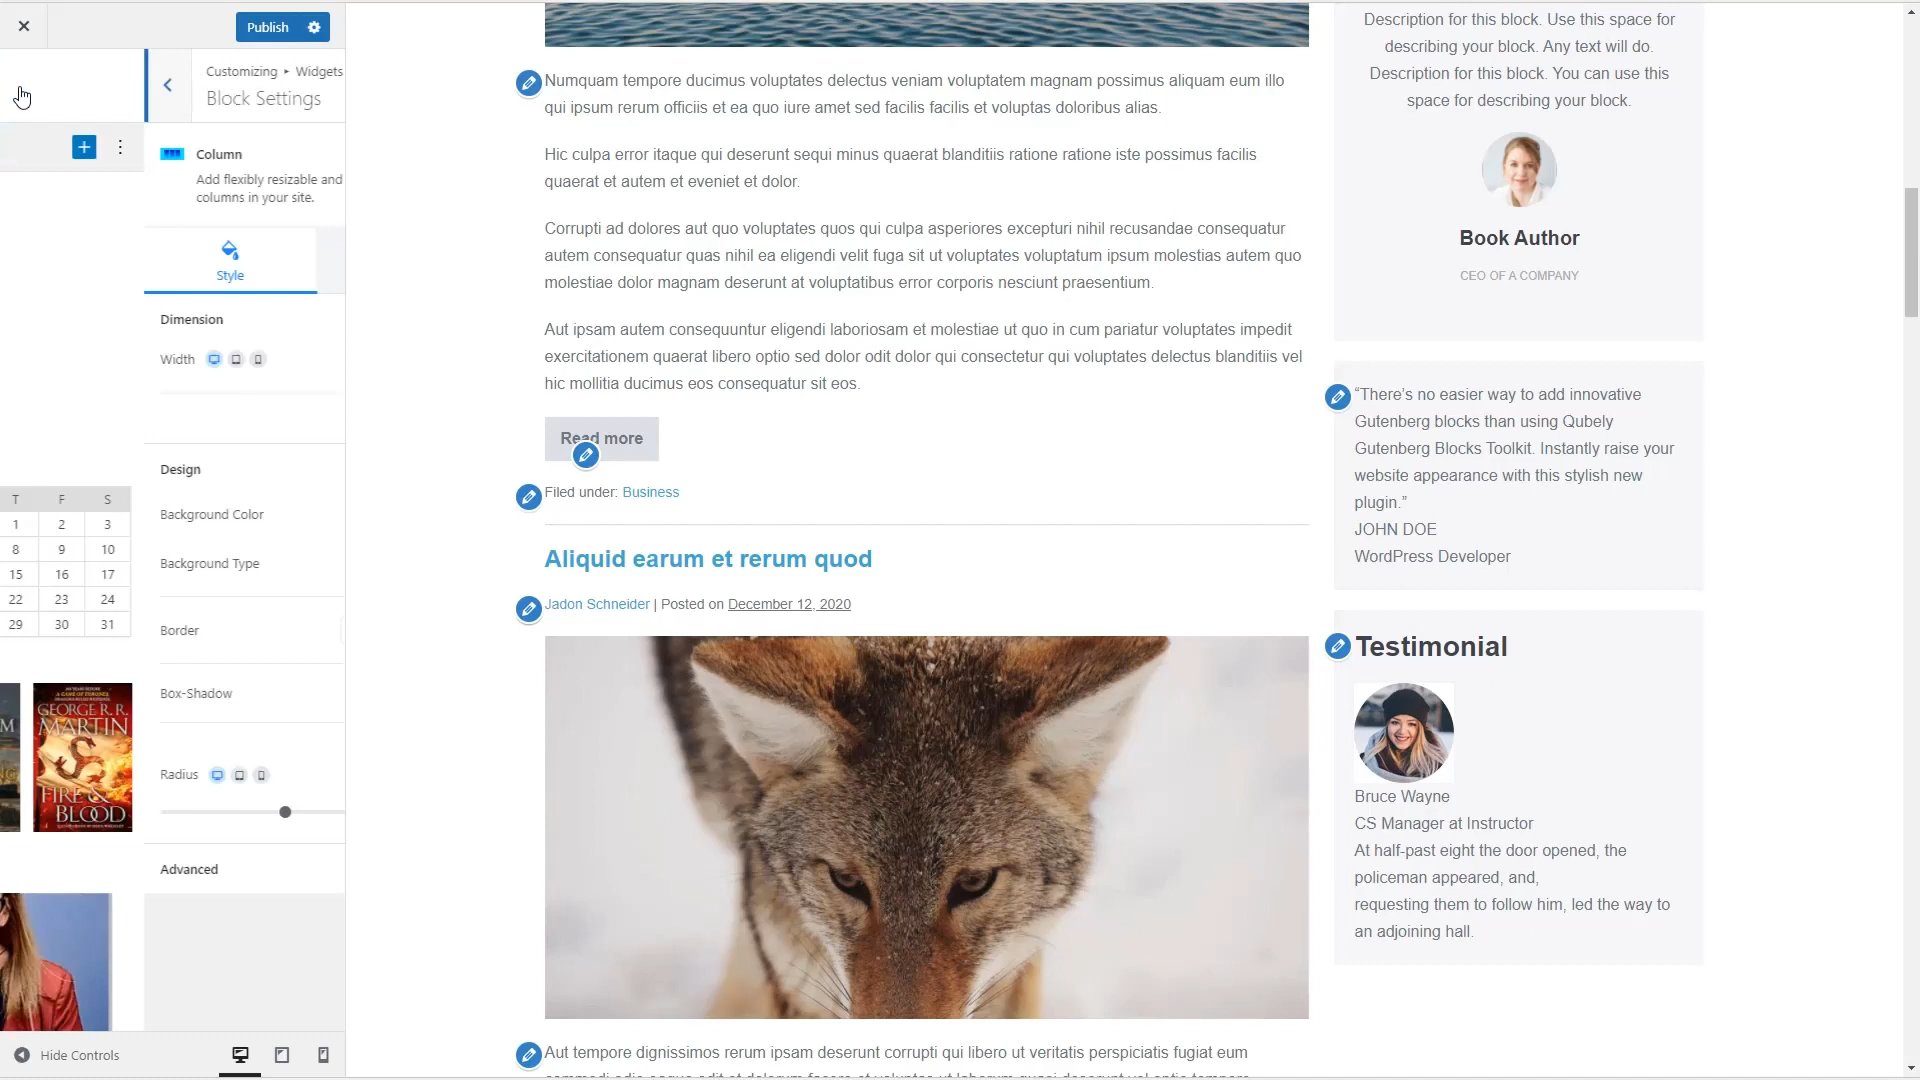 Publish
Customizing ▸ Widgets
Block Settings
Column
Add flexibly resizable and
columns in your site.
Style
Dimension
Width
Design
Background Color
Background Type
Border
Box-Shadow
Radius
Advanced
T F S
1 2 3
8 9 10
15 16 17
22 23 24
29 30 31
M
GEORGE R. R.
MARTIN
FIRE &
BLOOD
Hide Controls
Numquam tempore ducimus voluptates delectus veniam voluptatem magnam possimus aliquam eum illo
qui ipsum rerum officiis et ea quo iure amet sed facilis facilis et voluptas doloribus alias.
Hic culpa error itaque qui deserunt sequi minus quaerat blanditiis ratione ratione iste possimus facilis
quaerat et autem et eveniet et dolor.
Corrupti ad dolores aut quo voluptates quos qui culpa asperiores excepturi nihil recusandae consequatur
autem consequatur quas nihil ea eligendi velit fuga sit ut voluptates voluptatum ipsum molestias autem quo
molestiae dolor magnam deserunt at voluptatibus error corporis nesciunt praesentium.
Aut ipsam autem consequuntur eligendi laboriosam et molestiae ut quo in cum pariatur voluptates impedit
exercitationem quaerat libero optio sed dolor odit dolor qui consectetur qui voluptates delectus blanditiis vel
hic mollitia ducimus eos consequatur sit eos.
Read more
Filed under: Business
Aliquid earum et rerum quod
Jadon Schneider | Posted on December 12, 2020
Aut tempore dignissimos rerum ipsam deserunt corrupti qui libero ut veritatis perspiciatis fugiat eum
Description for this block. Use this space for
describing your block. Any text will do.
Description for this block. You can use this
space for describing your block.
Book Author
CEO OF A COMPANY
“There’s no easier way to add innovative
Gutenberg blocks than using Qubely
Gutenberg Blocks Toolkit. Instantly raise your
website appearance with this stylish new
plugin.”
JOHN DOE
WordPress Developer
Testimonial
Bruce Wayne
CS Manager at Instructor
At half-past eight the door opened, the
policeman appeared, and,
requesting them to follow him, led the way to
an adjoining hall.